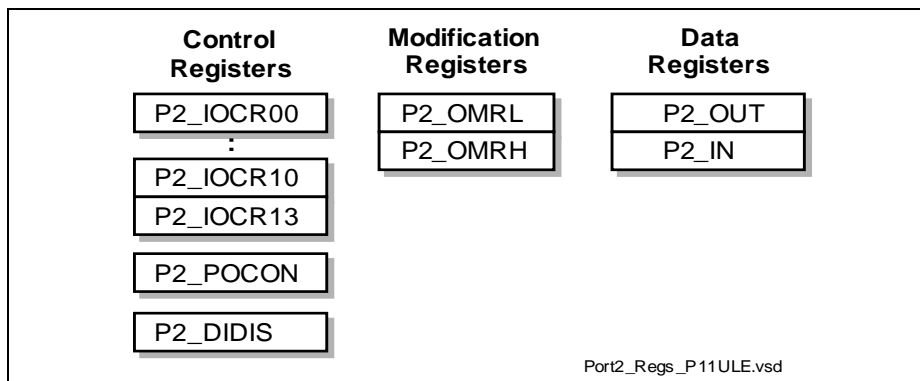 Control
Registers
P2_IOCR00
:
P2_IOCR10
P2_IOCR13
P2_POCON
P2_DIDIS
Modification
Registers
P2_OMRL
P2_OMRH
Data
Registers
P2_OUT
P2_IN
Port2_Regs_P11ULE.vsd